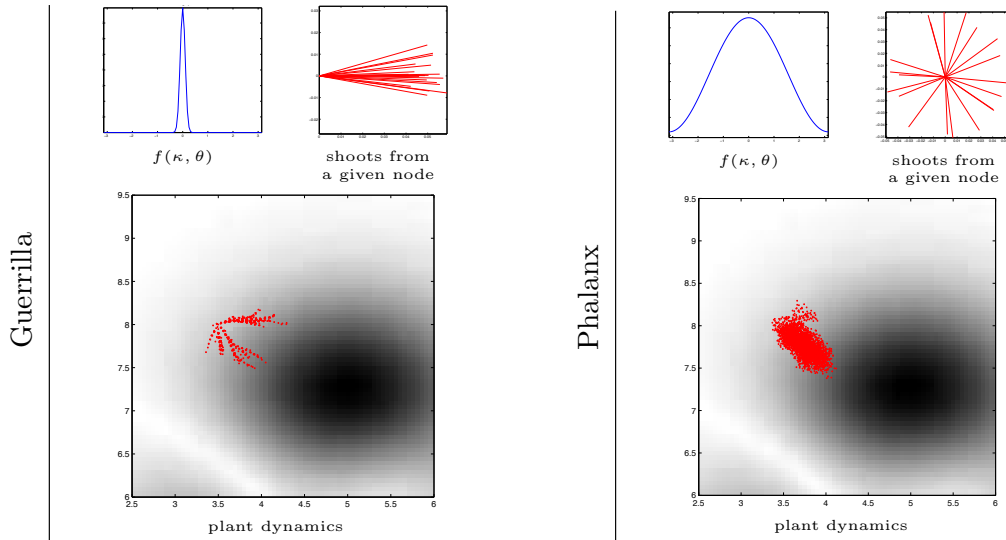 Guerrilla
f(κ, θ)
shoots from
a given node
9.5
9
8.5
8
7.5
7
6.5
6
2.5 3 3.5 4 4.5 5 5.5 6
plant dynamics
Phalanx
f(κ, θ)
shoots from
a given node
9.5
9
8.5
8
7.5
7
6.5
6
2.5 3 3.5 4 4.5 5 5.5 6
plant dynamics